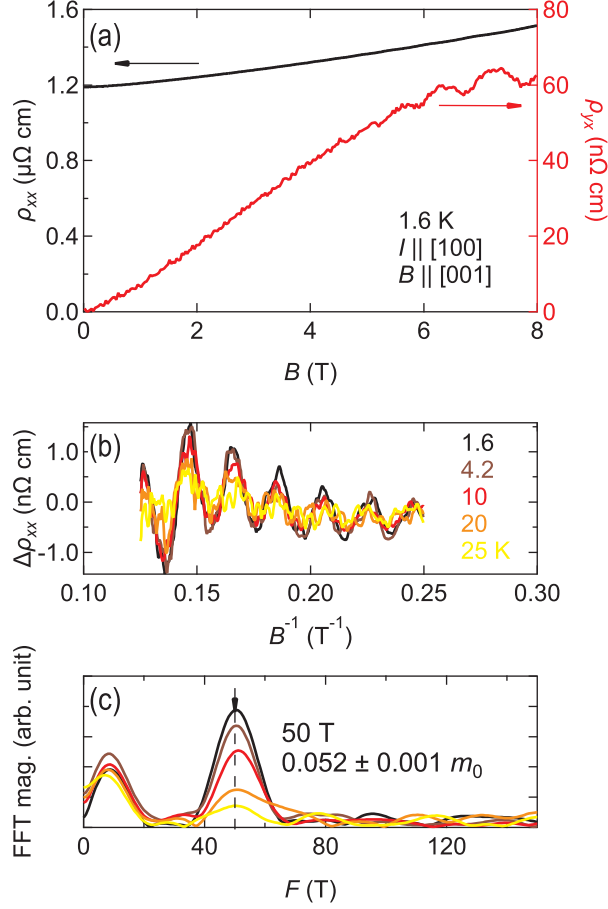 (a)
1.6
1.2
0.8
0.4
0.0
ρxx (μΩ cm)
80
60
40
20
0
ρyx (nΩ cm)
1.6 K
I || [100]
B || [001]
0
2
4
6
8
B (T)
(b)
1.0
0.0
-1.0
Δρxx (nΩ cm)
1.6
4.2
10
20
25 K
0.10
0.15
0.20
0.25
0.30
B-1 (T-1)
(c)
FFT mag. (arb. unit)
50 T
0.052 ± 0.001 m0
0
40
80
120
F (T)